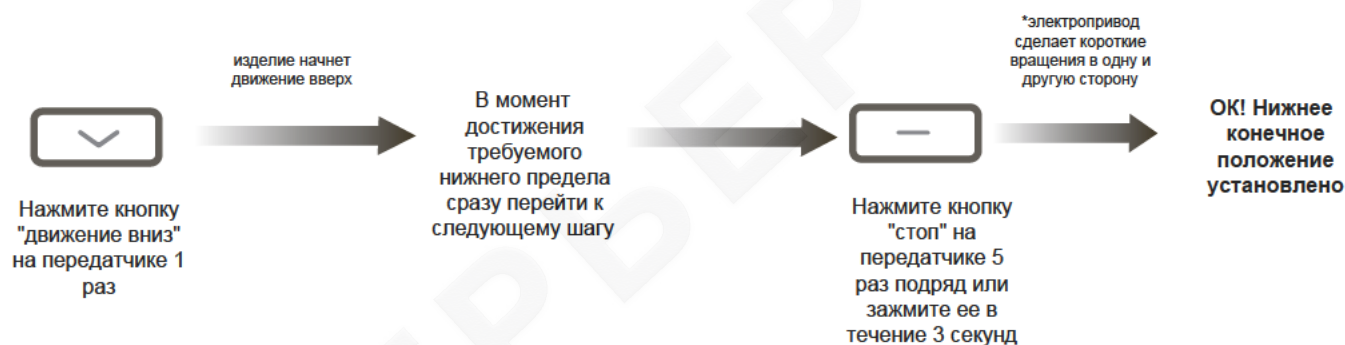 изделие начнет
движение вверх
*электропривод
сделает короткие
вращения в одну и
другую сторону
Нажмите кнопку
"движение вниз"
на передатчике 1
раз
В момент
достижения
требуемого
нижнего предела
сразу перейти к
следующему шагу
Нажмите кнопку
"стоп" на
передатчике 5
раз подряд или
зажмите ее в
течение 3 секунд
ОК! Нижнее
конечное
положение
установлено